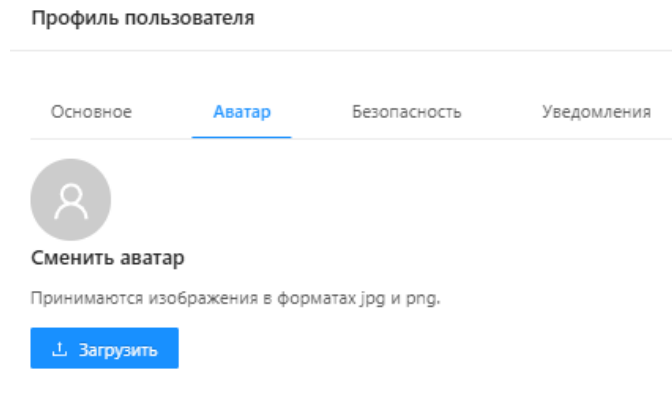 Профиль пользователя
Основное Аватар Безопасность Уведомления
Сменить аватар
Принимаются изображения в форматах jpg и png.
Загрузить